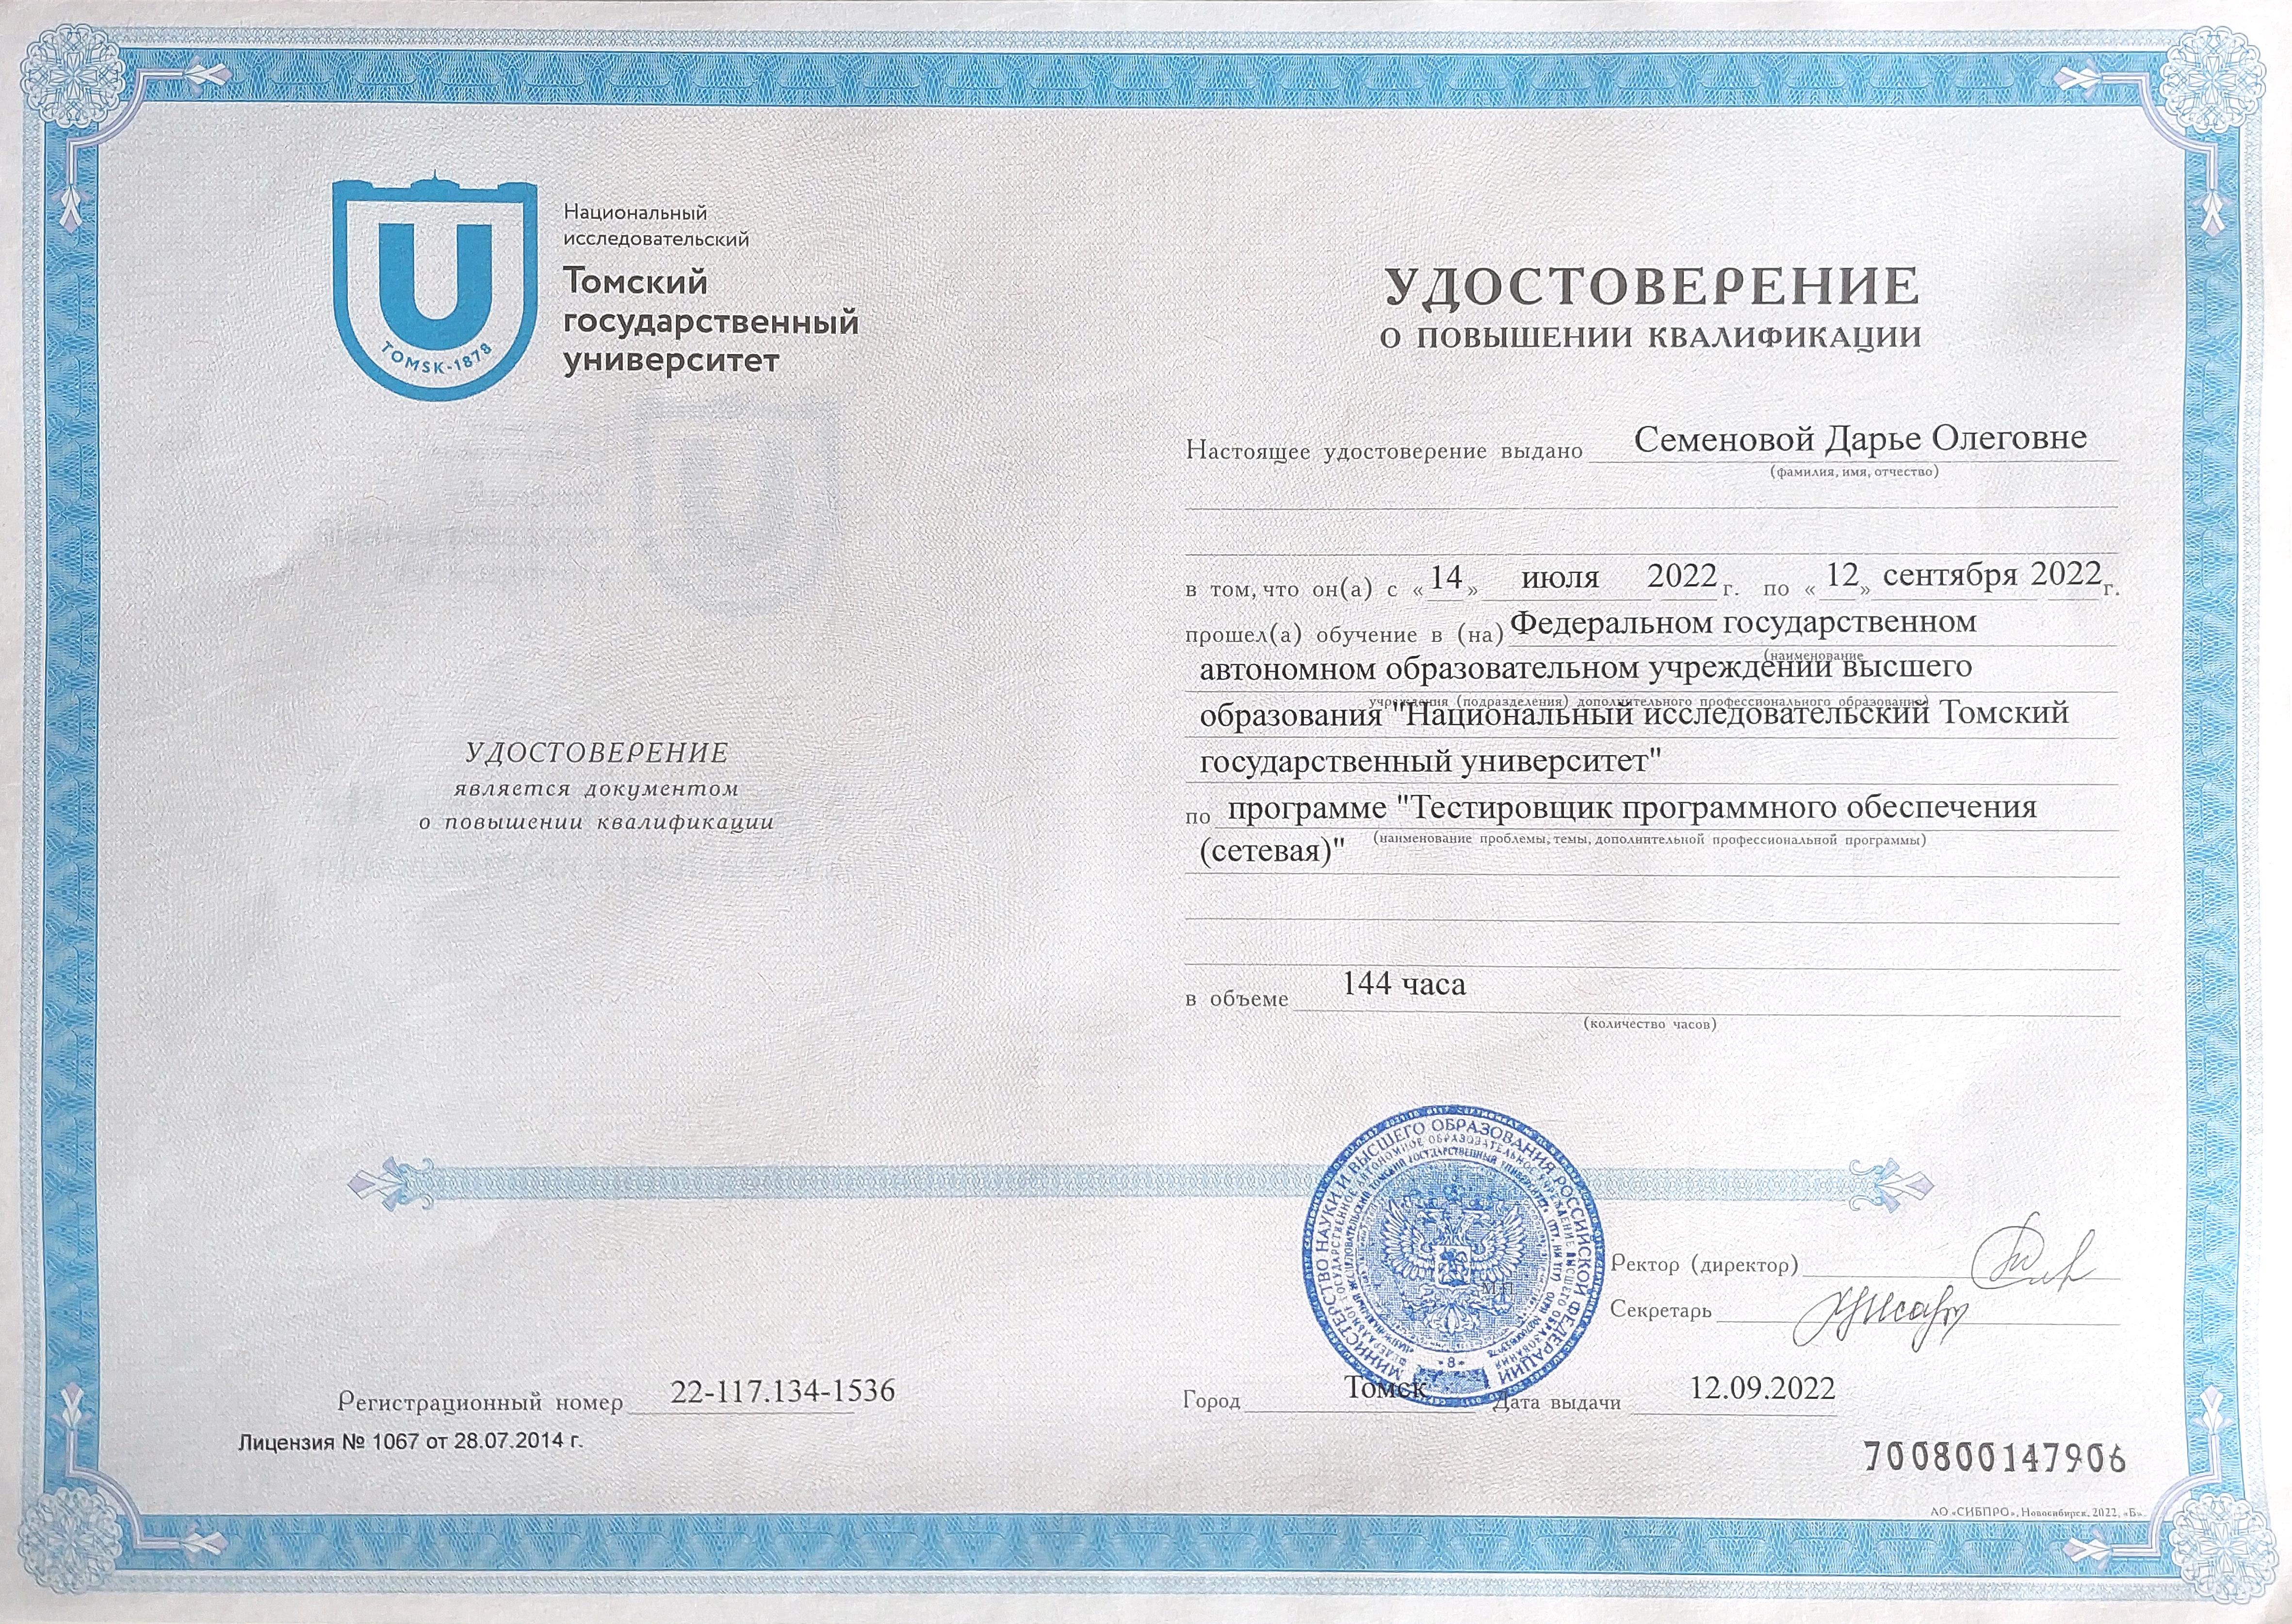 Национальный
исследовательский
Томский
государственный
университет
TOMSK-1878
УДОСТОВЕРЕНИЕ
является документом
о повышении квалификации
Регистрационный номер 22-117.134-1536
Лицензия № 1067 от 28.07.2014 г.
УДОСТОВЕРЕНИЕ
О ПОВЫШЕНИИ КВАЛИФИКАЦИИ
Настоящее удостоверение выдано Семеновой Дарье Олеговне
(фамилия, имя, отчество)
в том, что он(а) с «14» июля 2022 г. по «12» сентября 2022 г.
прошел(а) обучение в (на) Федеральном государственном
(наименование
автономном образовательном учреждении высшего
учреждения (подразделения) дополнительного профессионального образования)
образования "Национальный исследовательский Томский
государственный университет"
по программе "Тестировщик программного обеспечения
(наименование проблемы, темы, дополнительной профессиональной программы)
(сетевая)"
в объеме 144 часа
(количество часов)
МИНИСТЕРСТВО НАУКИ И ВЫСШЕГО ОБРАЗОВАНИЯ РОССИЙСКОЙ ФЕДЕРАЦИИ
М.П.
Ректор (директор)
Секретарь
Город Томск Дата выдачи 12.09.2022
700800147906
АО «СИБПРО», Новосибирск, 2022, «Б».